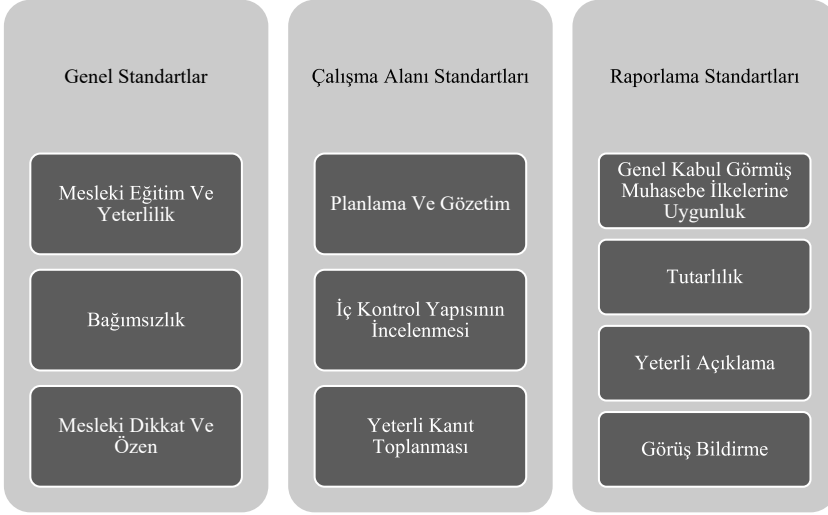 Genel Standartlar
Mesleki Eğitim Ve
Yeterlilik
Bağımsızlık
Mesleki Dikkat Ve
Özen
Çalışma Alanı Standartları
Planlama Ve Gözetim
İç Kontrol Yapısının
İncelenmesi
Yeterli Kanıt
Toplanması
Raporlama Standartları
Genel Kabul Görmüş
Muhasebe İlkelerine
Uygunluk
Tutarlılık
Yeterli Açıklama
Görüş Bildirme